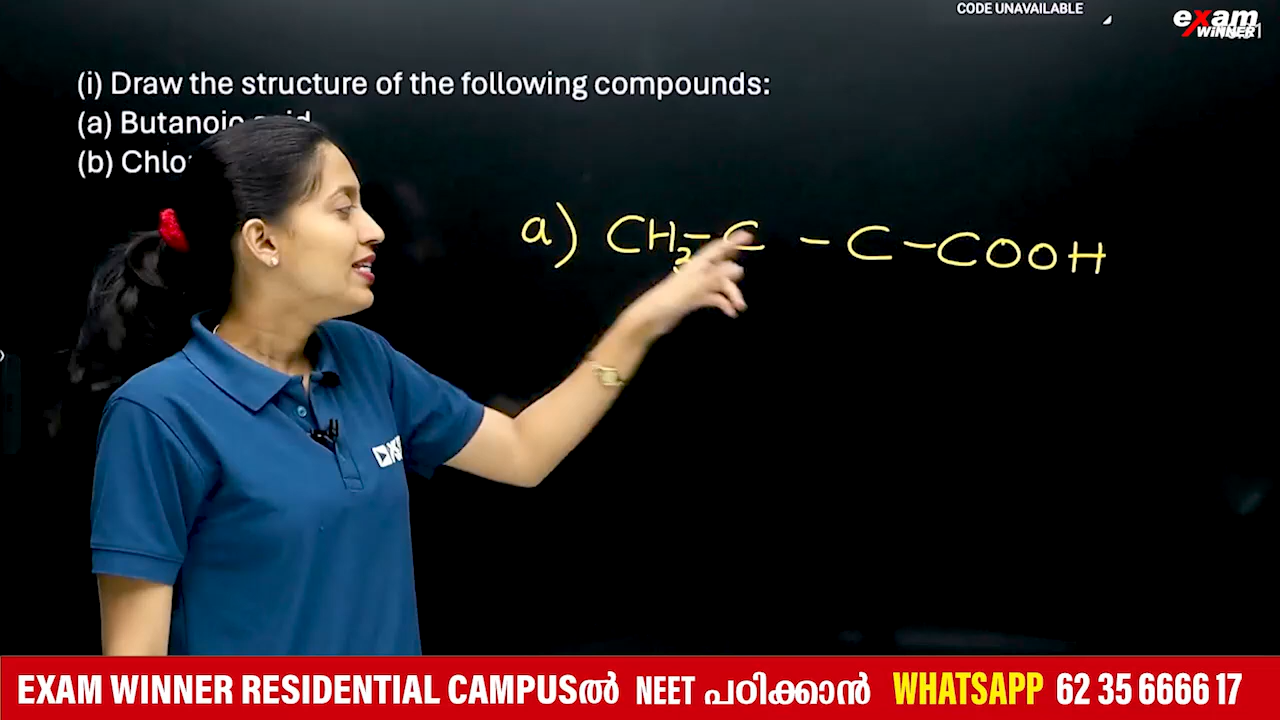 CODE UNAVAILABLE
exam
WINNER
(i) Draw the structure of the following compounds:
(a) Butanoic acid
(b) Chlo
a) CH3-C -C-COOH
EXAM WINNER RESIDENTIAL CAMPUSൽ NEET പഠിക്കാൻ WHATSAPP 62 35 6666 17